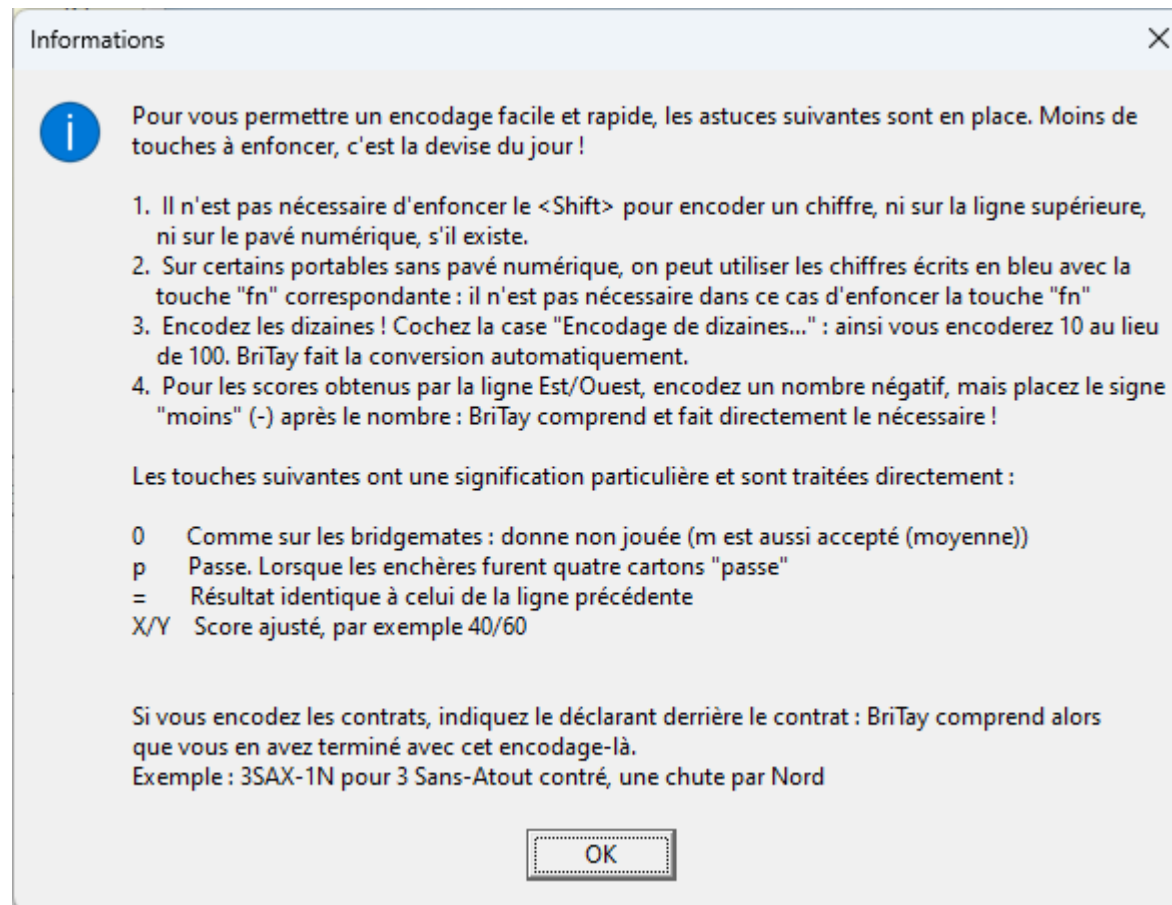 Informations
Pour vous permettre un encodage facile et rapide, les astuces suivantes sont en place. Moins de
touches à enfoncer, c'est la devise du jour !
1. Il n'est pas nécessaire d'enfoncer le <Shift> pour encoder un chiffre, ni sur la ligne supérieure,
ni sur le pavé numérique, s'il existe.
2. Sur certains portables sans pavé numérique, on peut utiliser les chiffres écrits en bleu avec la
touche "fn" correspondante : il n'est pas nécessaire dans ce cas d'enfoncer la touche "fn"
3. Encodez les dizaines ! Cochez la case "Encodage de dizaines..." : ainsi vous encoderez 10 au lieu
de 100. BriTay fait la conversion automatiquement.
4. Pour les scores obtenus par la ligne Est/Ouest, encodez un nombre négatif, mais placez le signe
"moins" (-) après le nombre : BriTay comprend et fait directement le nécessaire !
Les touches suivantes ont une signification particulière et sont traitées directement :
0 Comme sur les bridgemates : donne non jouée (m est aussi accepté (moyenne))
p Passe. Lorsque les enchères furent quatre cartons "passe"
= Résultat identique à celui de la ligne précédente
X/Y Score ajusté, par exemple 40/60
Si vous encodez les contrats, indiquez le déclarant derrière le contrat : BriTay comprend alors
que vous en avez terminé avec cet encodage-là.
Exemple : 3SAX-1N pour 3 Sans-Atout contré, une chute par Nord
OK